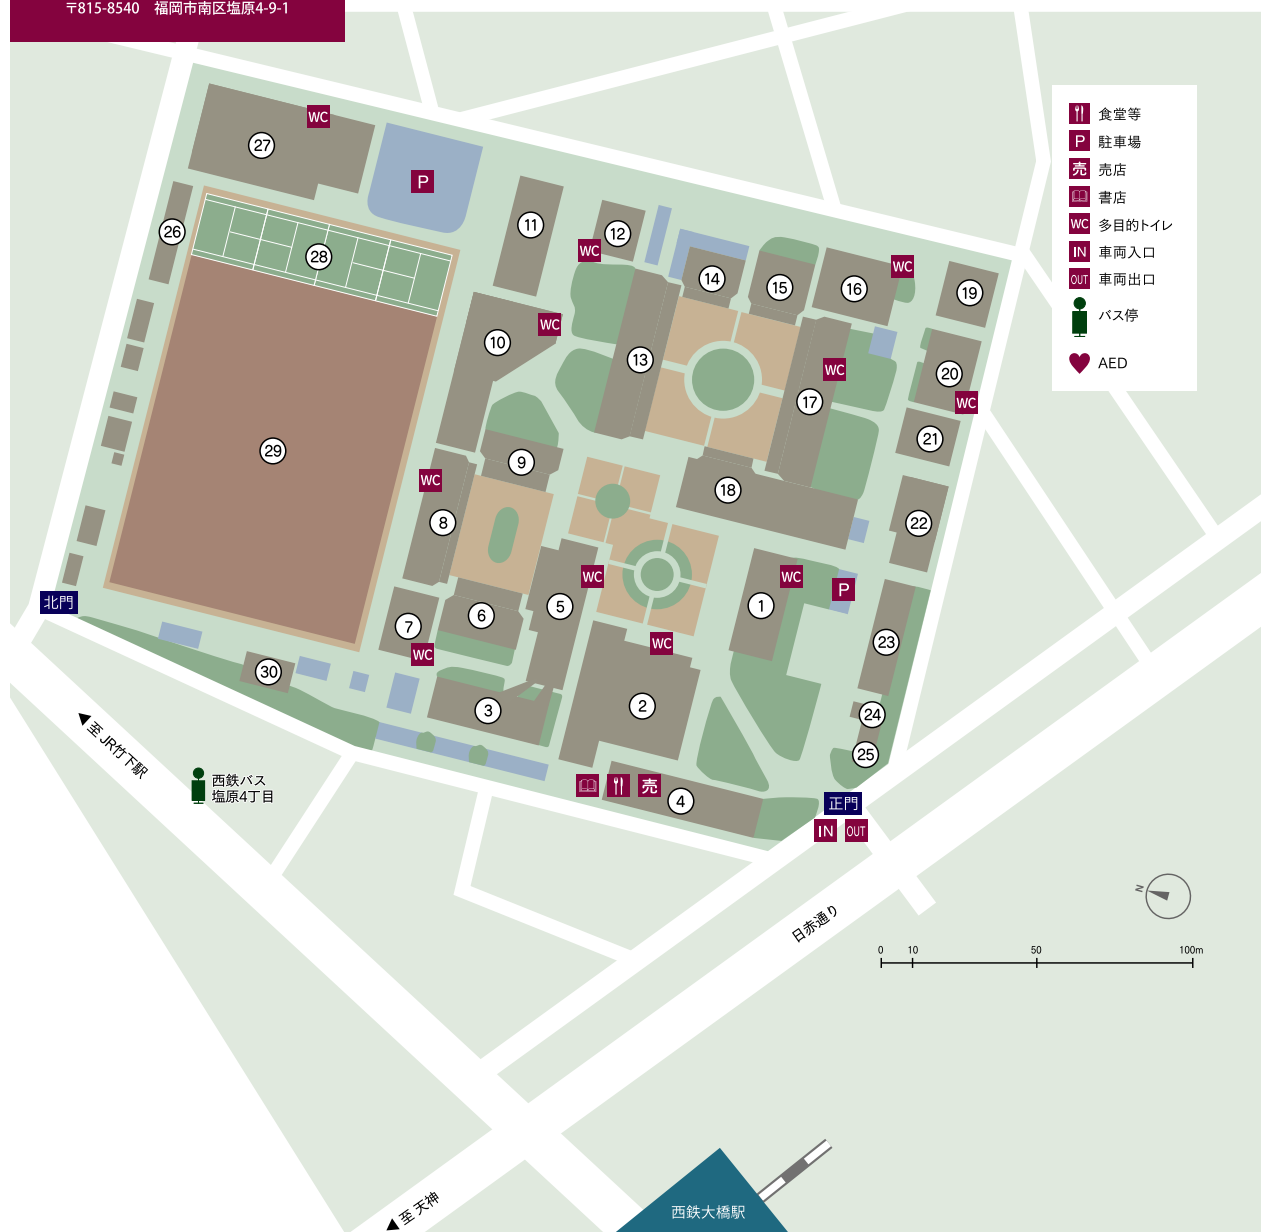 〒815-8540　福岡市南区塩原4-9-1
食堂等
P 駐車場
売 売店
書店
WC 多目的トイレ
IN 車両入口
OUT 車両出口
バス停
AED
WC
27
P
26
28
11
12
WC
14
15
16
WC
19
10
WC
13
17
WC
20
WC
21
29
9
WC
8
18
22
北門
7
WC
6
5
WC
1
WC
P
23
WC
30
3
2
24
25
売
4
正門
IN OUT
至 JR竹下駅
西鉄バス
塩原4丁目
日赤通り
N
0 10 50 100m
至 天神
西鉄大橋駅